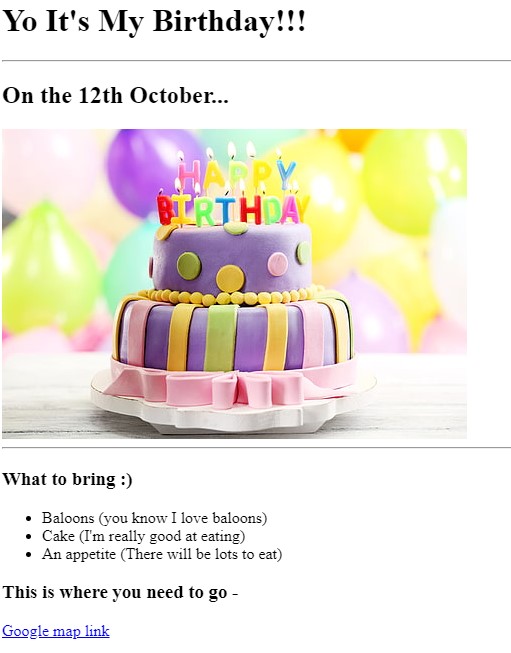 Yo It's My Birthday!!!
On the 12th October...
HAPPY
BIRTHDAY
What to bring :)
Baloons (you know I love baloons)
Cake (I'm really good at eating)
An appetite (There will be lots to eat)
This is where you need to go -
Google map link